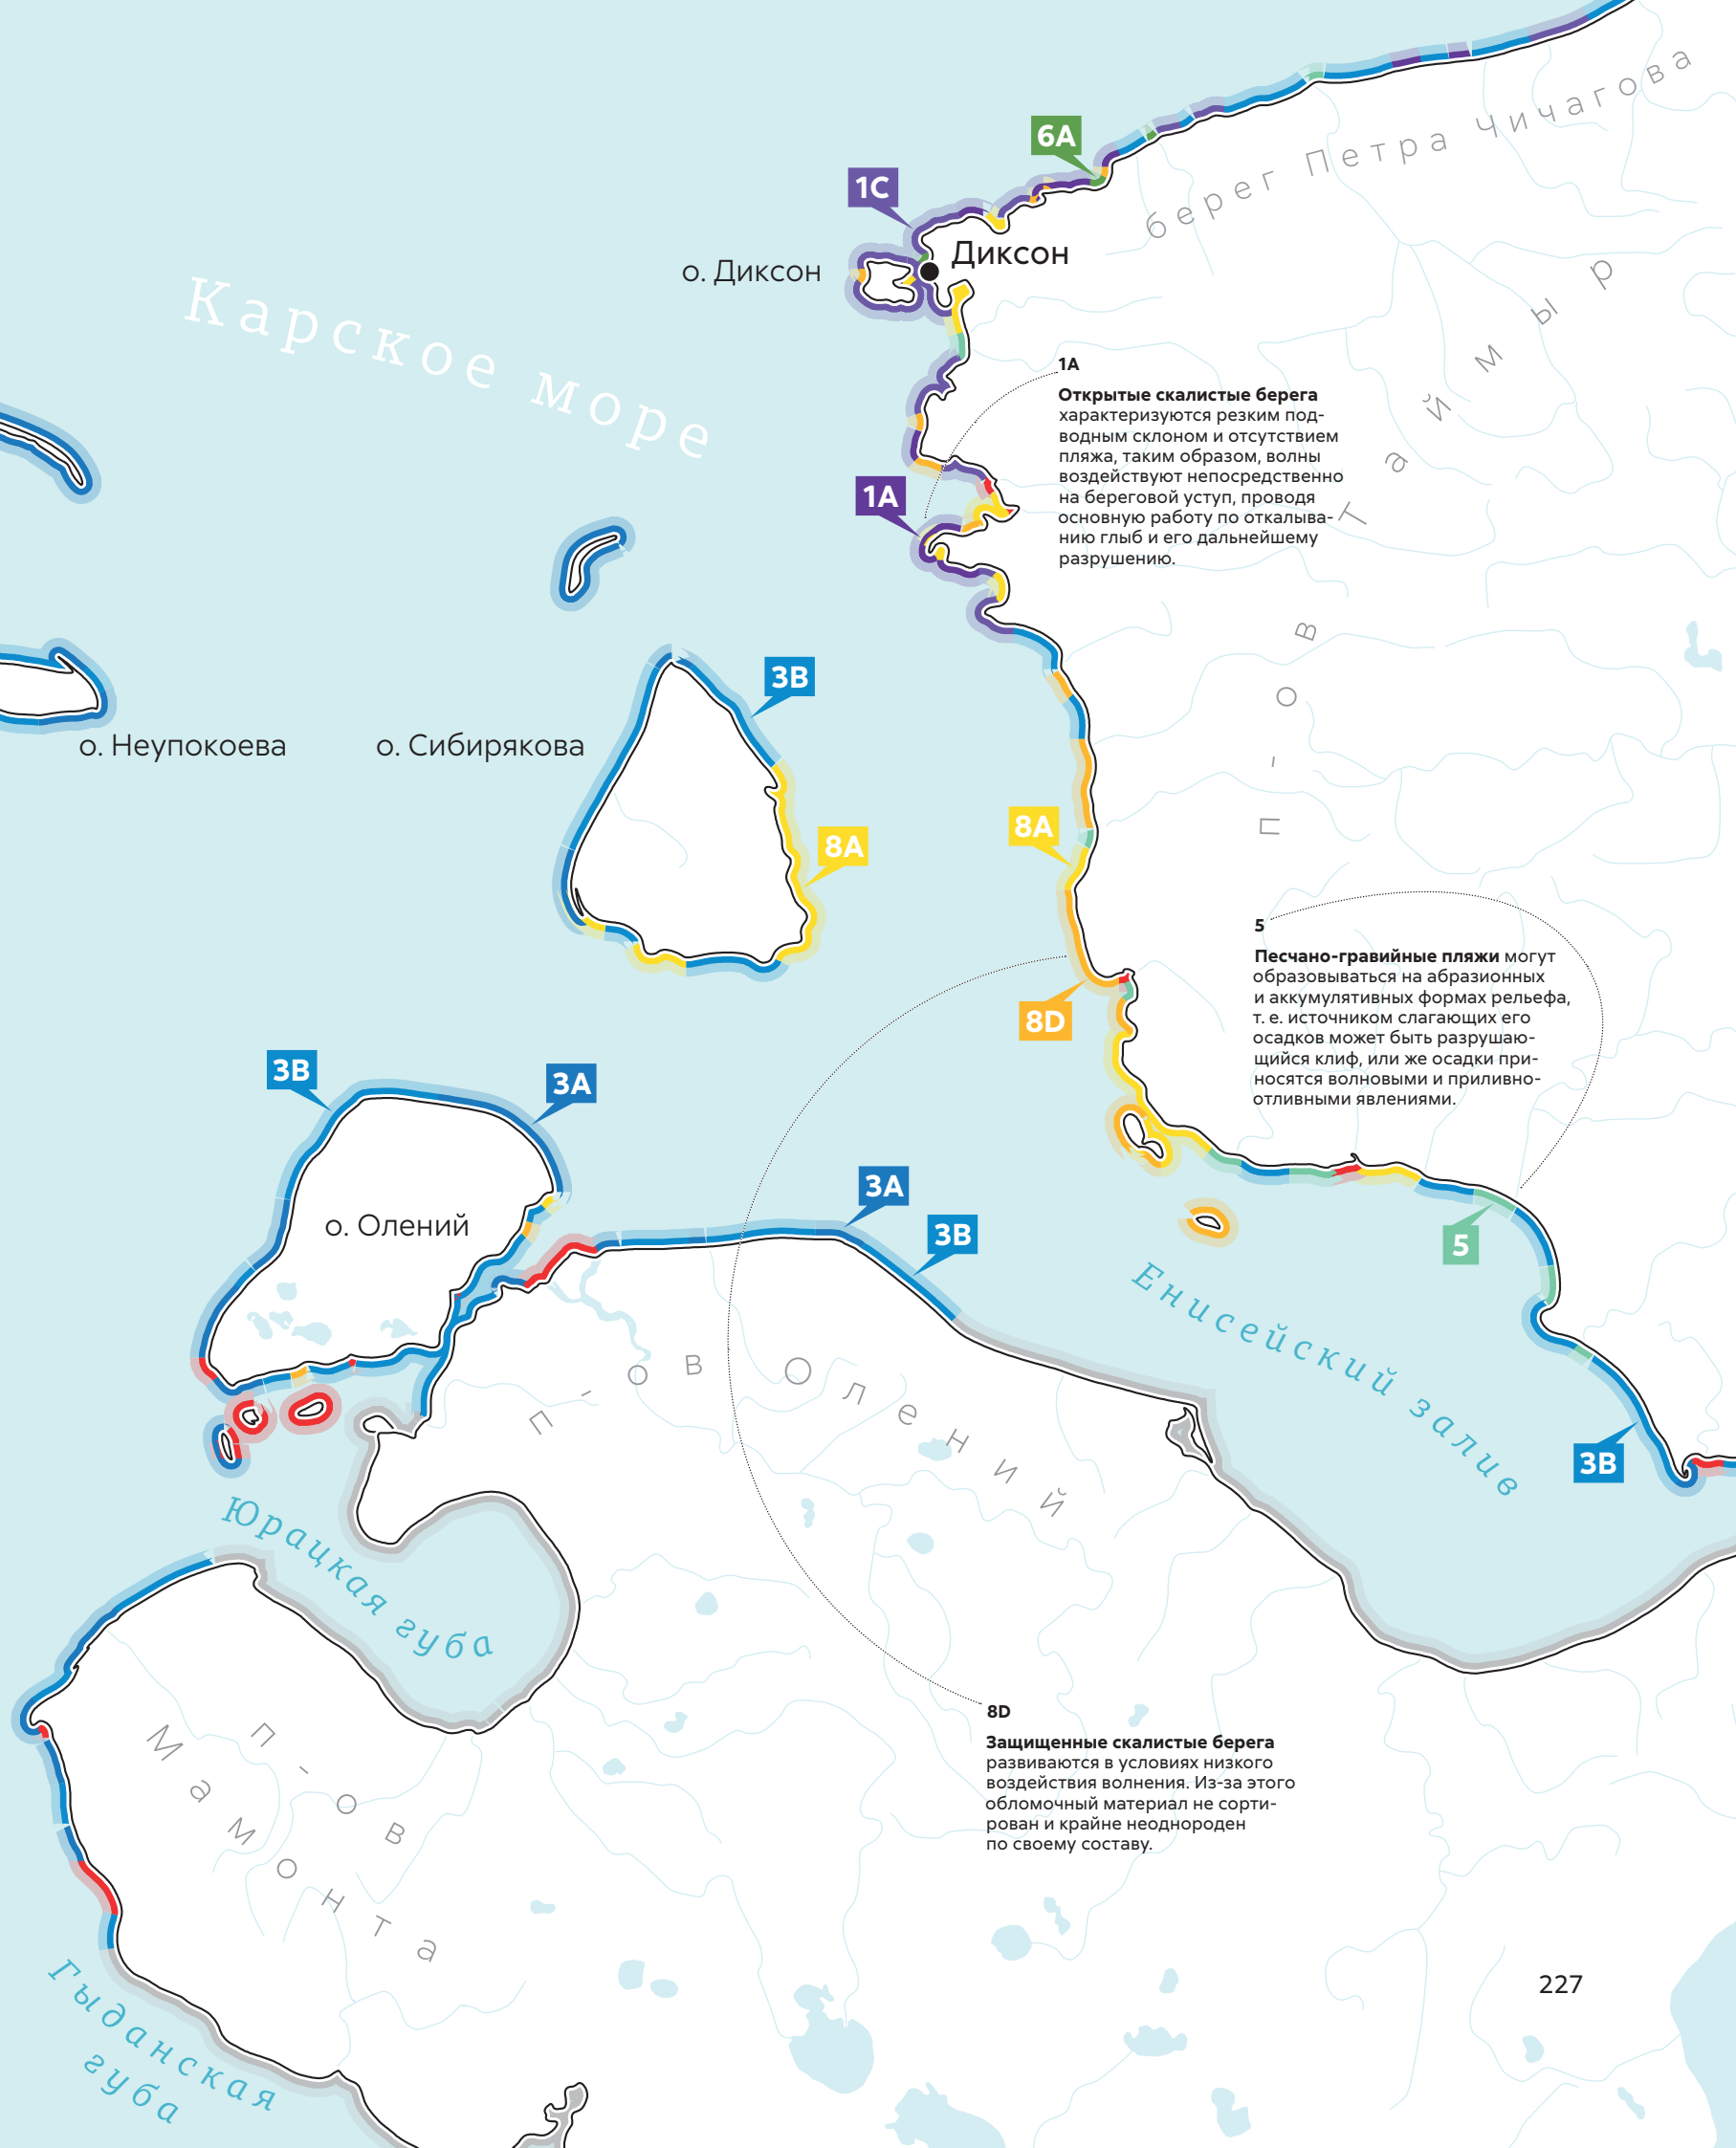 берег Петра Чичагова
6A
1C
Диксон
о. Диксон
Карское море
п-ов Таймыр
1A
Открытые скалистые берега
характеризуются резким под-
водным склоном и отсутствием
пляжа, таким образом, волны
воздействуют непосредственно
на береговой уступ, проводя
основную работу по откалыва-
нию глыб и его дальнейшему
разрушению.
1A
3B
о. Неупокоева
о. Сибирякова
8A
8A
5
Песчано-гравийные пляжи могут
образовываться на абразионных
и аккумулятивных формах рельефа,
т. е. источником слагающих его
осадков может быть разрушаю-
щийся клиф, или же осадки при-
носятся волновыми и приливно-
отливными явлениями.
8D
3B
3A
3A
3B
о. Олений
5
Енисейский залив
п-ов Олений
3B
Юрацкая губа
8D
Защищенные скалистые берега
развиваются в условиях низкого
воздействия волнения. Из-за этого
обломочный материал не сорти-
рован и крайне неоднороден
по своему составу.
п-ов
Мамонта
Гыданская
губа
227